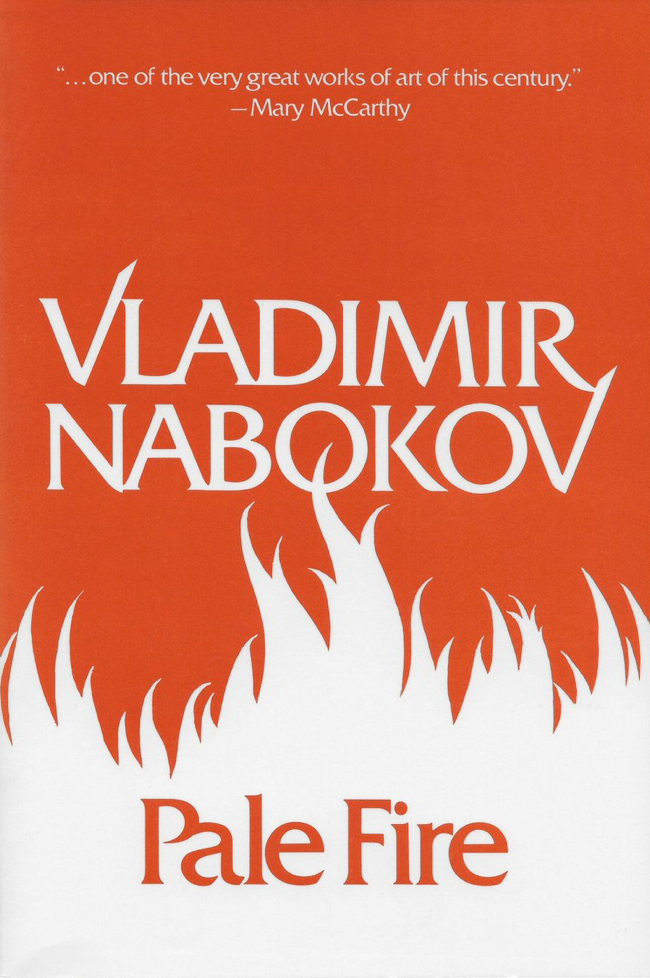 “...one of the very great works of art of this century.”
—Mary McCarthy
VLADIMIR
NABOKOV
Pale Fire